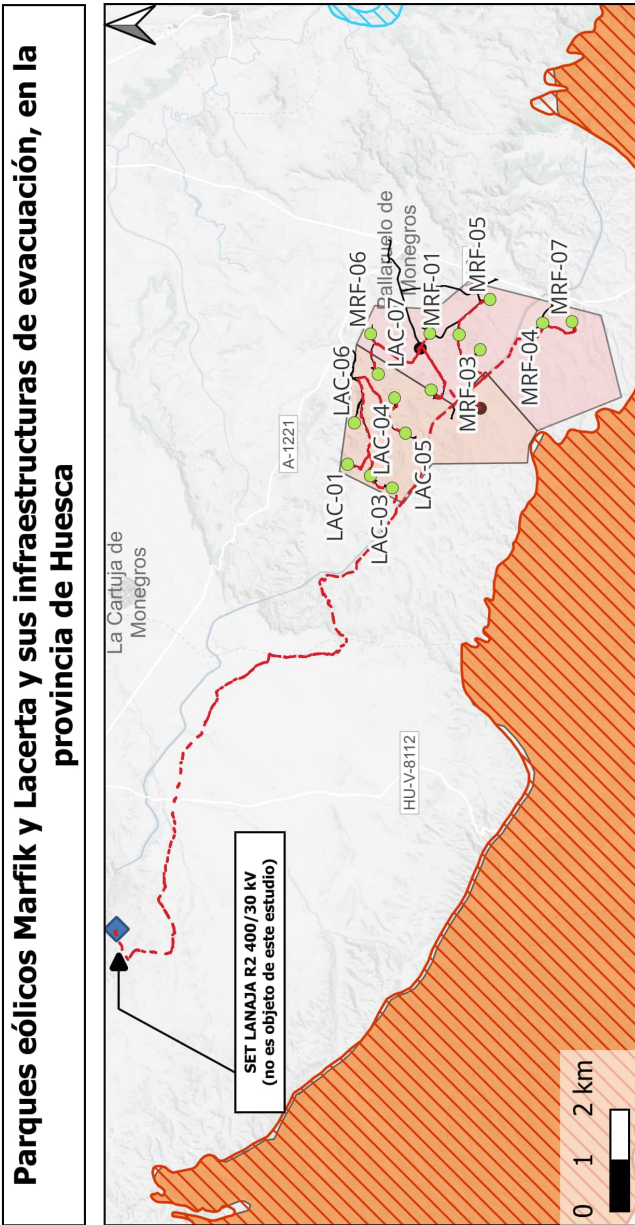 Parques eólicos Marfik y Lacerta y sus infraestructuras de evacuación, en la
provincia de Huesca
La Cartuja de
Monegros
A-1221
SET LANAJA R2 400/30 kV
(no es objeto de este estudio)
HU-V-8112
LAC-01
LAC-06
MRF-06
LAC-03
LAC-04
LAC-07
Pallaruelo de
Monegros
LAC-05
MRF-01
MRF-03
MRF-05
MRF-04
MRF-07
0 1 2 km